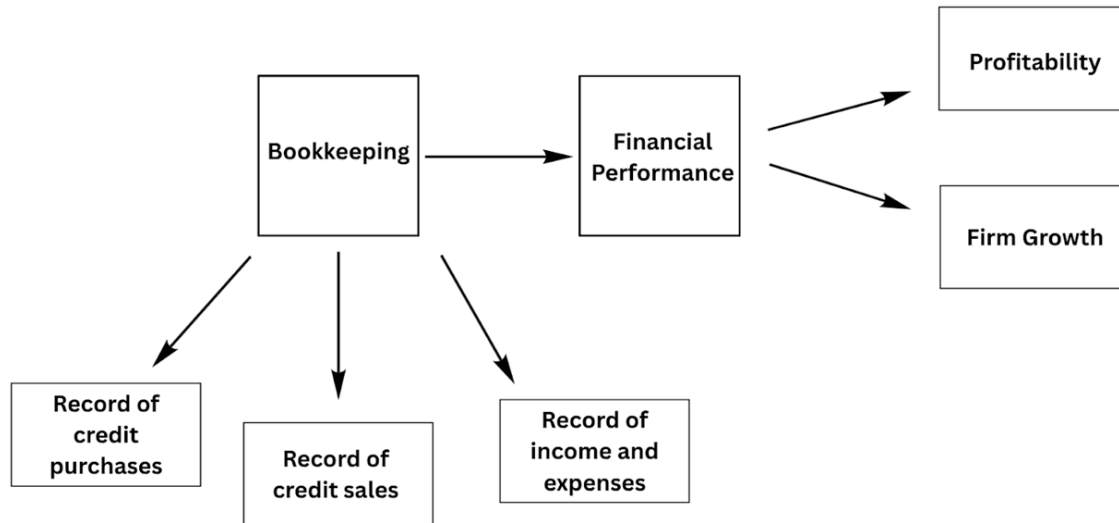 Profitability
Bookkeeping
Financial
Performance
Firm Growth
Record of
credit
purchases
Record of
credit sales
Record of
income and
expenses